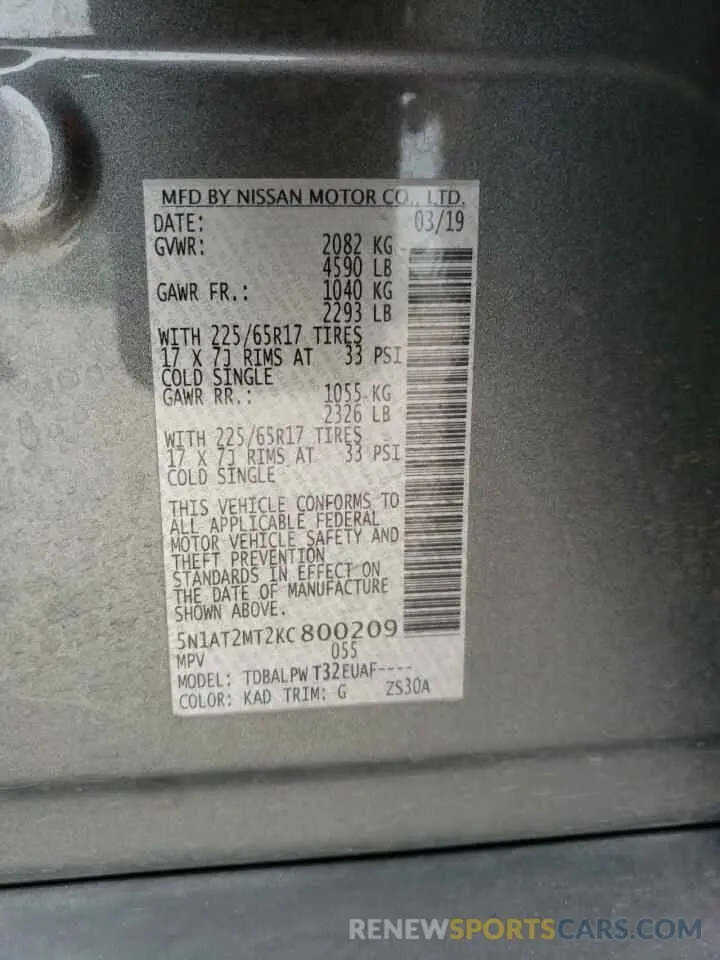 MFD BY NISSAN MOTOR CO., LTD.
DATE: 03/19
GVWR: 2082 KG
4590 LB
GAWR FR.: 1040 KG
2293 LB
WITH 225/65R17 TIRES
17 X 7J RIMS AT 33 PSI
COLD SINGLE
GAWR RR.: 1055 KG
2326 LB
WITH 225/65R17 TIRES
17 X 7J RIMS AT 33 PSI
COLD SINGLE
THIS VEHICLE CONFORMS TO
ALL APPLICABLE FEDERAL
MOTOR VEHICLE SAFETY AND
THEFT PREVENTION
STANDARDS IN EFFECT ON
THE DATE OF MANUFACTURE
SHOWN ABOVE.
5N1AT2MT2KC800209
MPV 055
MODEL: TDBALPW T32EUAF----
COLOR: KAD TRIM: G ZS30A
RENEWSPORTSCARS.COM